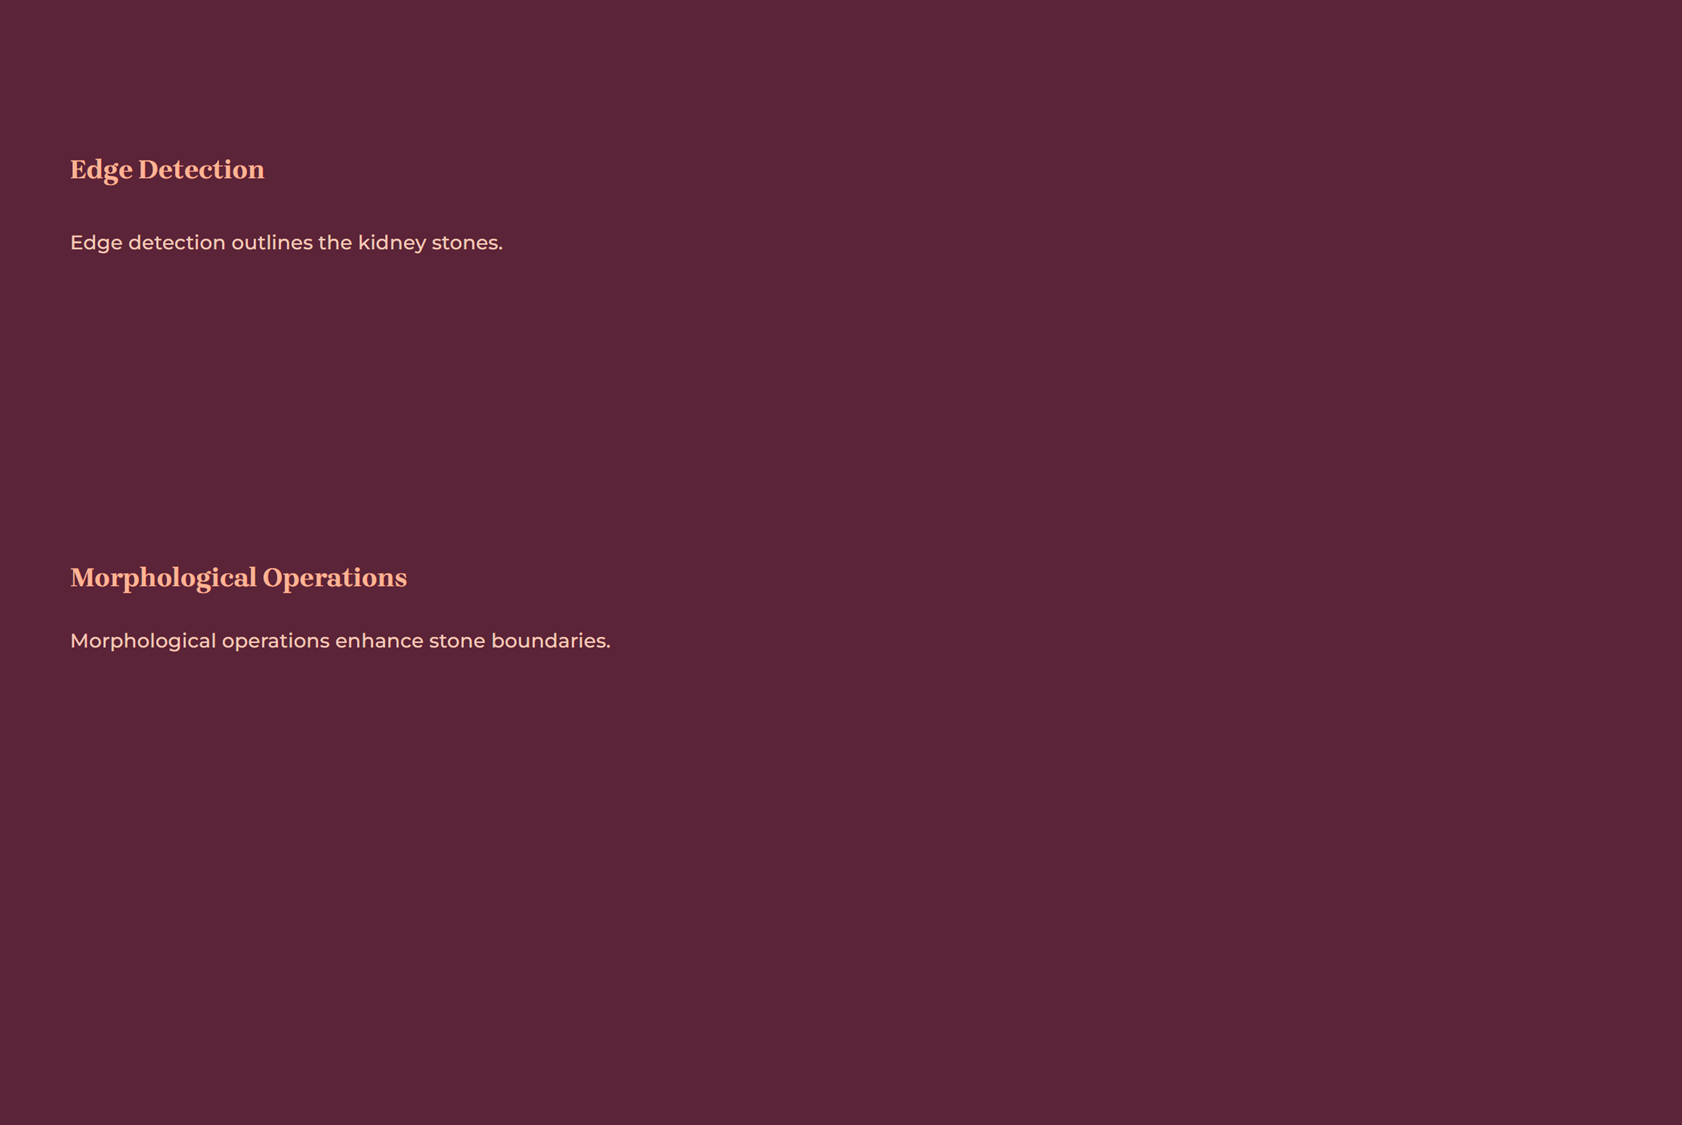 Edge Detection
Edge detection outlines the kidney stones.
Morphological Operations
Morphological operations enhance stone boundaries.